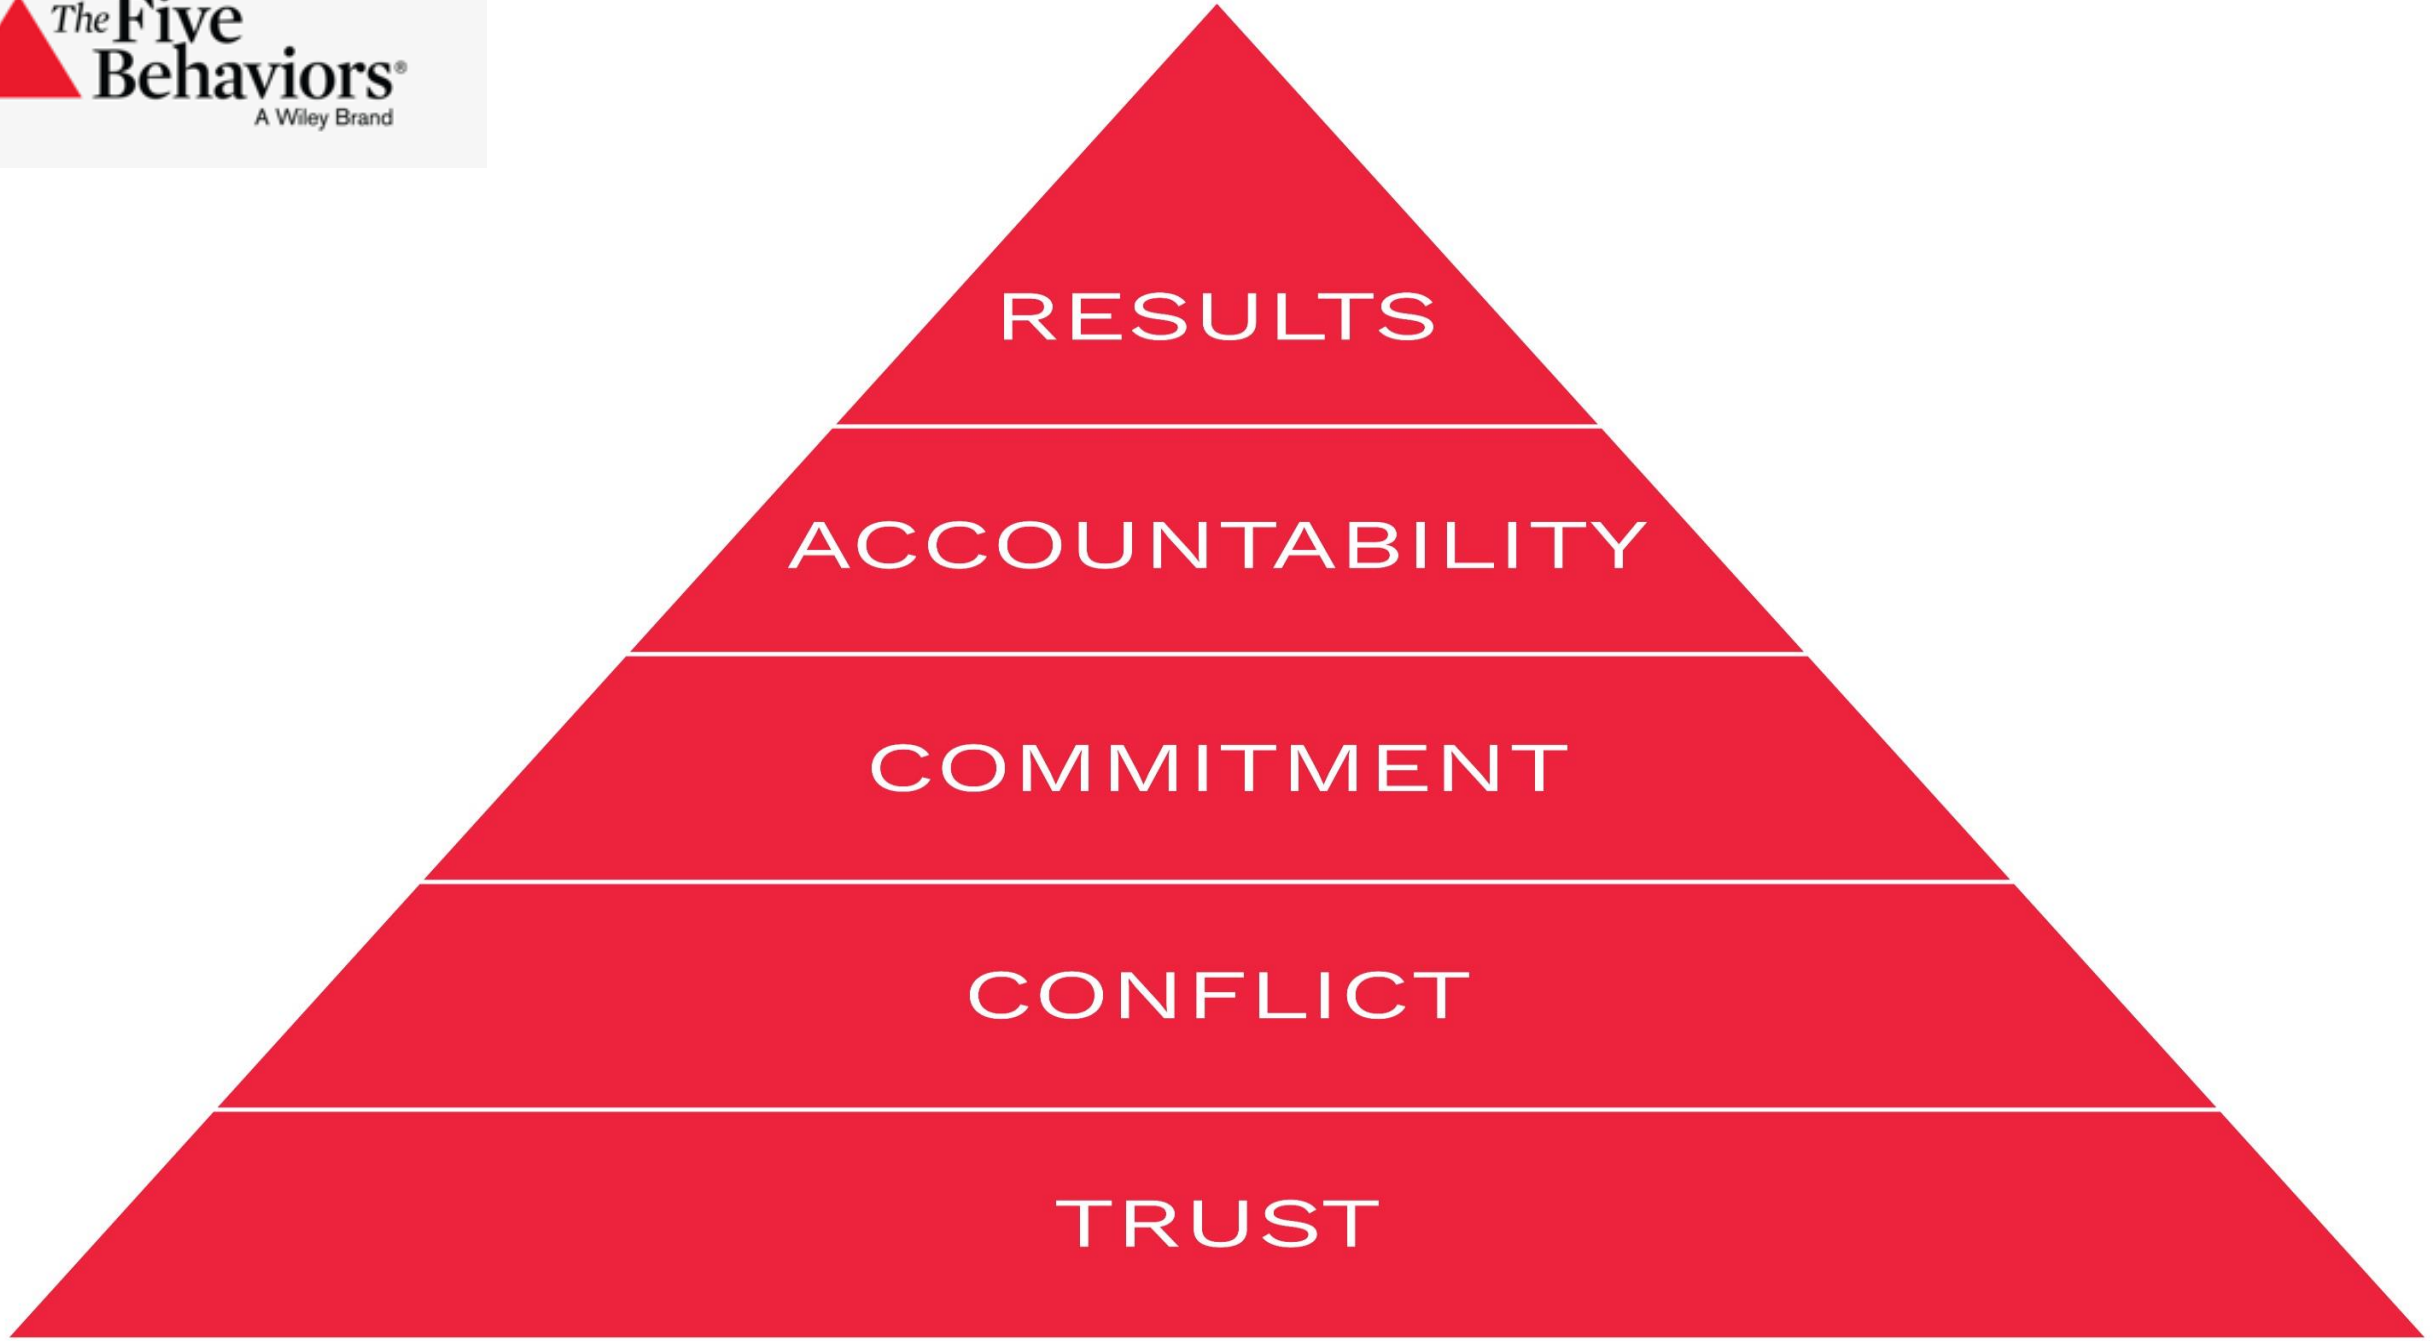 The Five
Behaviors®
A Wiley Brand
RESULTS
ACCOUNTABILITY
COMMITMENT
CONFLICT
TRUST